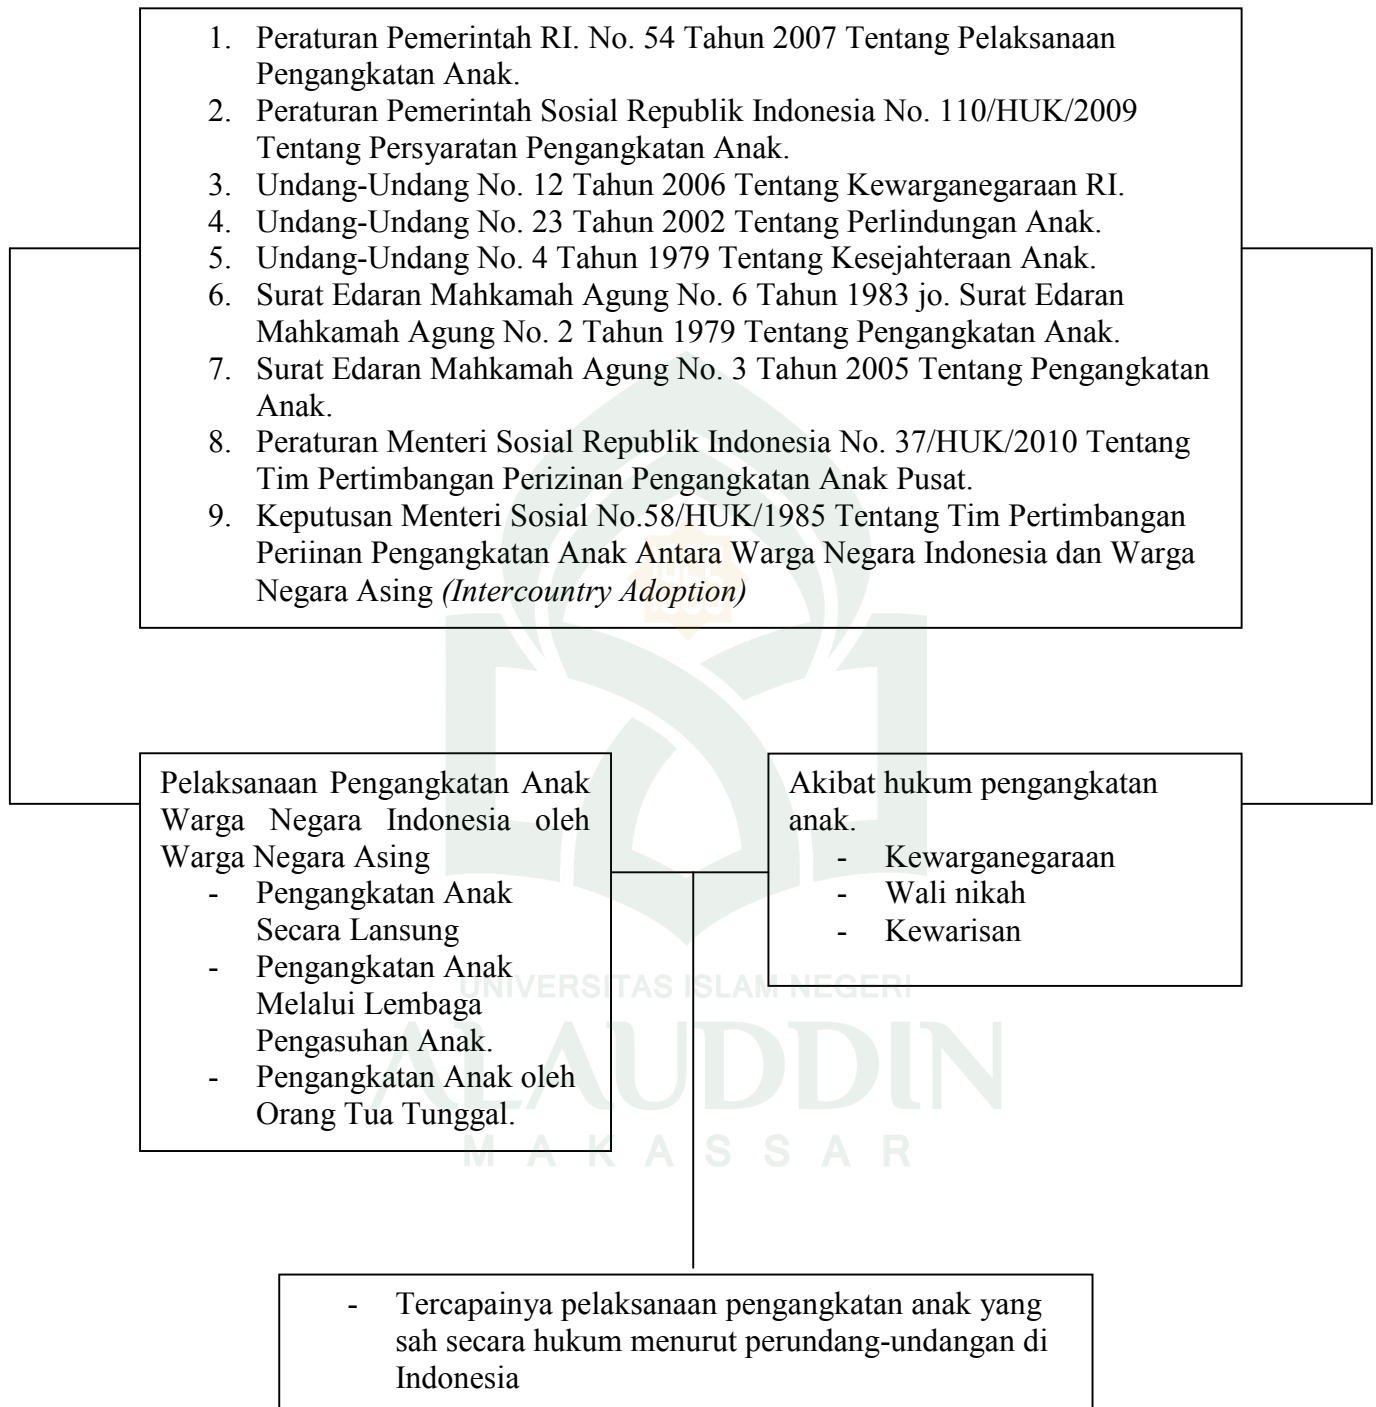 1. Peraturan Pemerintah RI. No. 54 Tahun 2007 Tentang Pelaksanaan
Pengangkatan Anak.
2. Peraturan Pemerintah Sosial Republik Indonesia No. 110/HUK/2009
Tentang Persyaratan Pengangkatan Anak.
3. Undang-Undang No. 12 Tahun 2006 Tentang Kewarganegaraan RI.
4. Undang-Undang No. 23 Tahun 2002 Tentang Perlindungan Anak.
5. Undang-Undang No. 4 Tahun 1979 Tentang Kesejahteraan Anak.
6. Surat Edaran Mahkamah Agung No. 6 Tahun 1983 jo. Surat Edaran
Mahkamah Agung No. 2 Tahun 1979 Tentang Pengangkatan Anak.
7. Surat Edaran Mahkamah Agung No. 3 Tahun 2005 Tentang Pengangkatan
Anak.
8. Peraturan Menteri Sosial Republik Indonesia No. 37/HUK/2010 Tentang
Tim Pertimbangan Perizinan Pengangkatan Anak Pusat.
9. Keputusan Menteri Sosial No.58/HUK/1985 Tentang Tim Pertimbangan
Periinan Pengangkatan Anak Antara Warga Negara Indonesia dan Warga
Negara Asing (Intercountry Adoption)
1965
Pelaksanaan Pengangkatan Anak
Warga Negara Indonesia oleh
Warga Negara Asing
- Pengangkatan Anak
Secara Lansung
- Pengangkatan Anak
Melalui Lembaga
Pengasuhan Anak.
- Pengangkatan Anak oleh
Orang Tua Tunggal.
Akibat hukum pengangkatan
anak.
- Kewarganegaraan
- Wali nikah
- Kewarisan
UNIVERSITAS ISLAM NEGERI
ALAUDDIN
MAKASSAR
- Tercapainya pelaksanaan pengangkatan anak yang
sah secara hukum menurut perundang-undangan di
Indonesia